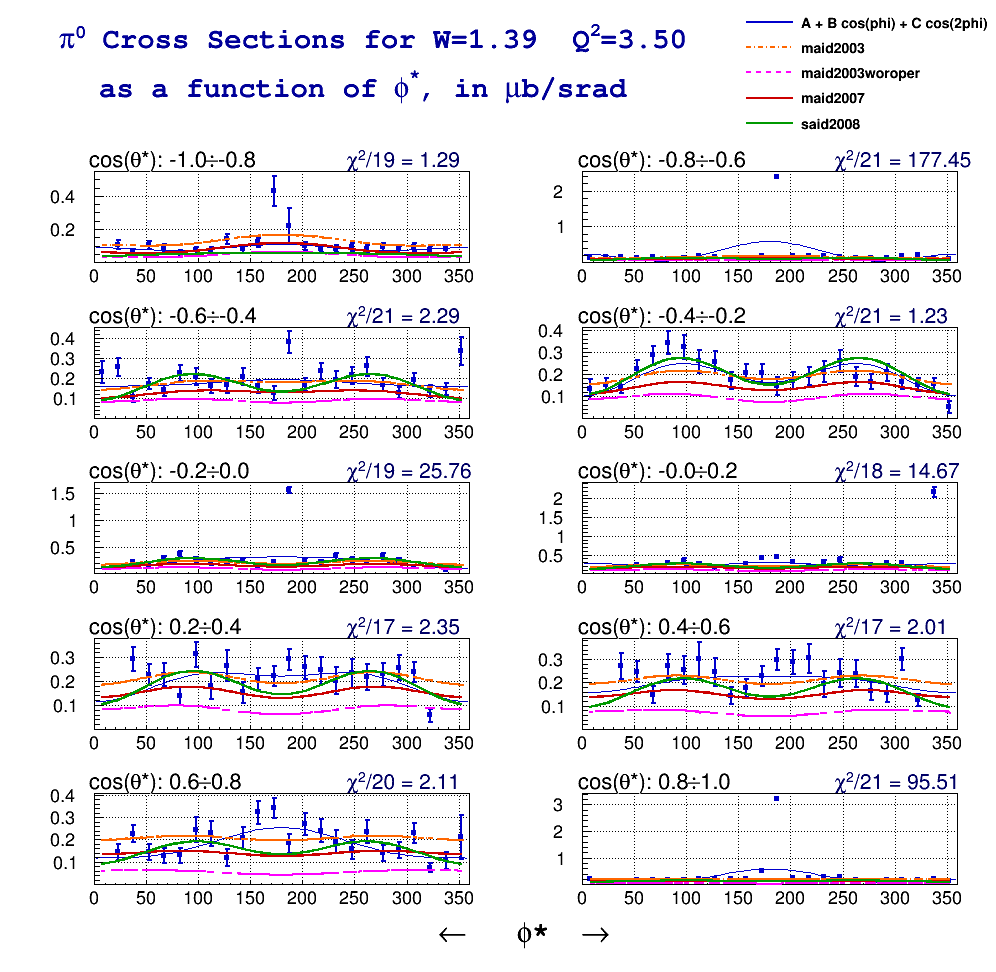 π⁰ Cross Sections for W=1.39 Q²=3.50
as a function of ϕ*, in μb/srad
A + B cos(phi) + C cos(2phi)
maid2003
maid2003woroper
maid2007
said2008
cos(θ*): -1.0÷-0.8 χ²/19 = 1.29
0.4
0.2
0 50 100 150 200 250 300 350
cos(θ*): -0.8÷-0.6 χ²/21 = 177.45
2
1
0 50 100 150 200 250 300 350
cos(θ*): -0.6÷-0.4 χ²/21 = 2.29
0.4
0.3
0.2
0.1
0 50 100 150 200 250 300 350
cos(θ*): -0.4÷-0.2 χ²/21 = 1.23
0.4
0.3
0.2
0.1
0 50 100 150 200 250 300 350
cos(θ*): -0.2÷0.0 χ²/19 = 25.76
1.5
1
0.5
0 50 100 150 200 250 300 350
cos(θ*): -0.0÷0.2 χ²/18 = 14.67
2
1.5
1
0.5
0 50 100 150 200 250 300 350
cos(θ*): 0.2÷0.4 χ²/17 = 2.35
0.3
0.2
0.1
0 50 100 150 200 250 300 350
cos(θ*): 0.4÷0.6 χ²/17 = 2.01
0.3
0.2
0.1
0 50 100 150 200 250 300 350
cos(θ*): 0.6÷0.8 χ²/20 = 2.11
0.4
0.3
0.2
0.1
0 50 100 150 200 250 300 350
cos(θ*): 0.8÷1.0 χ²/21 = 95.51
3
2
1
0 50 100 150 200 250 300 350
← ϕ* →